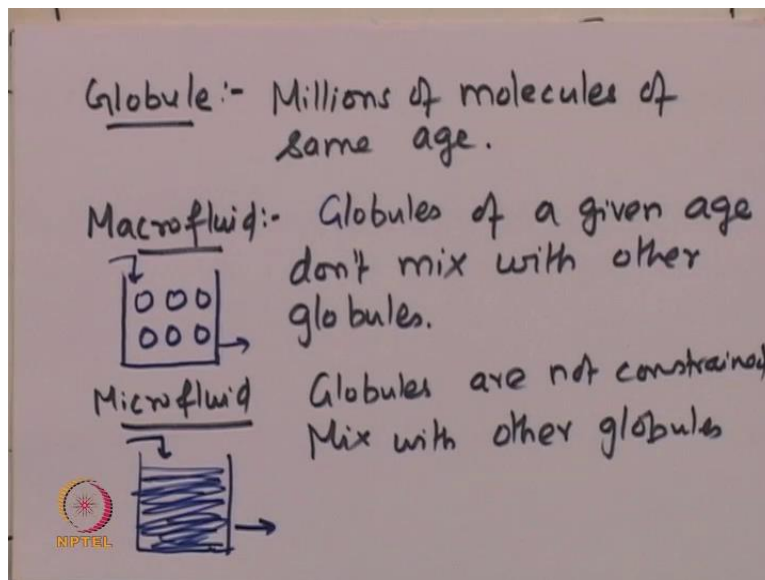 Globule:- Millions of molecules of
same age.
Macrofluid:- Globules of a given age
don't mix with other
globules.
Microfluid Globules are not constrained
Mix with other globules
NPTEL